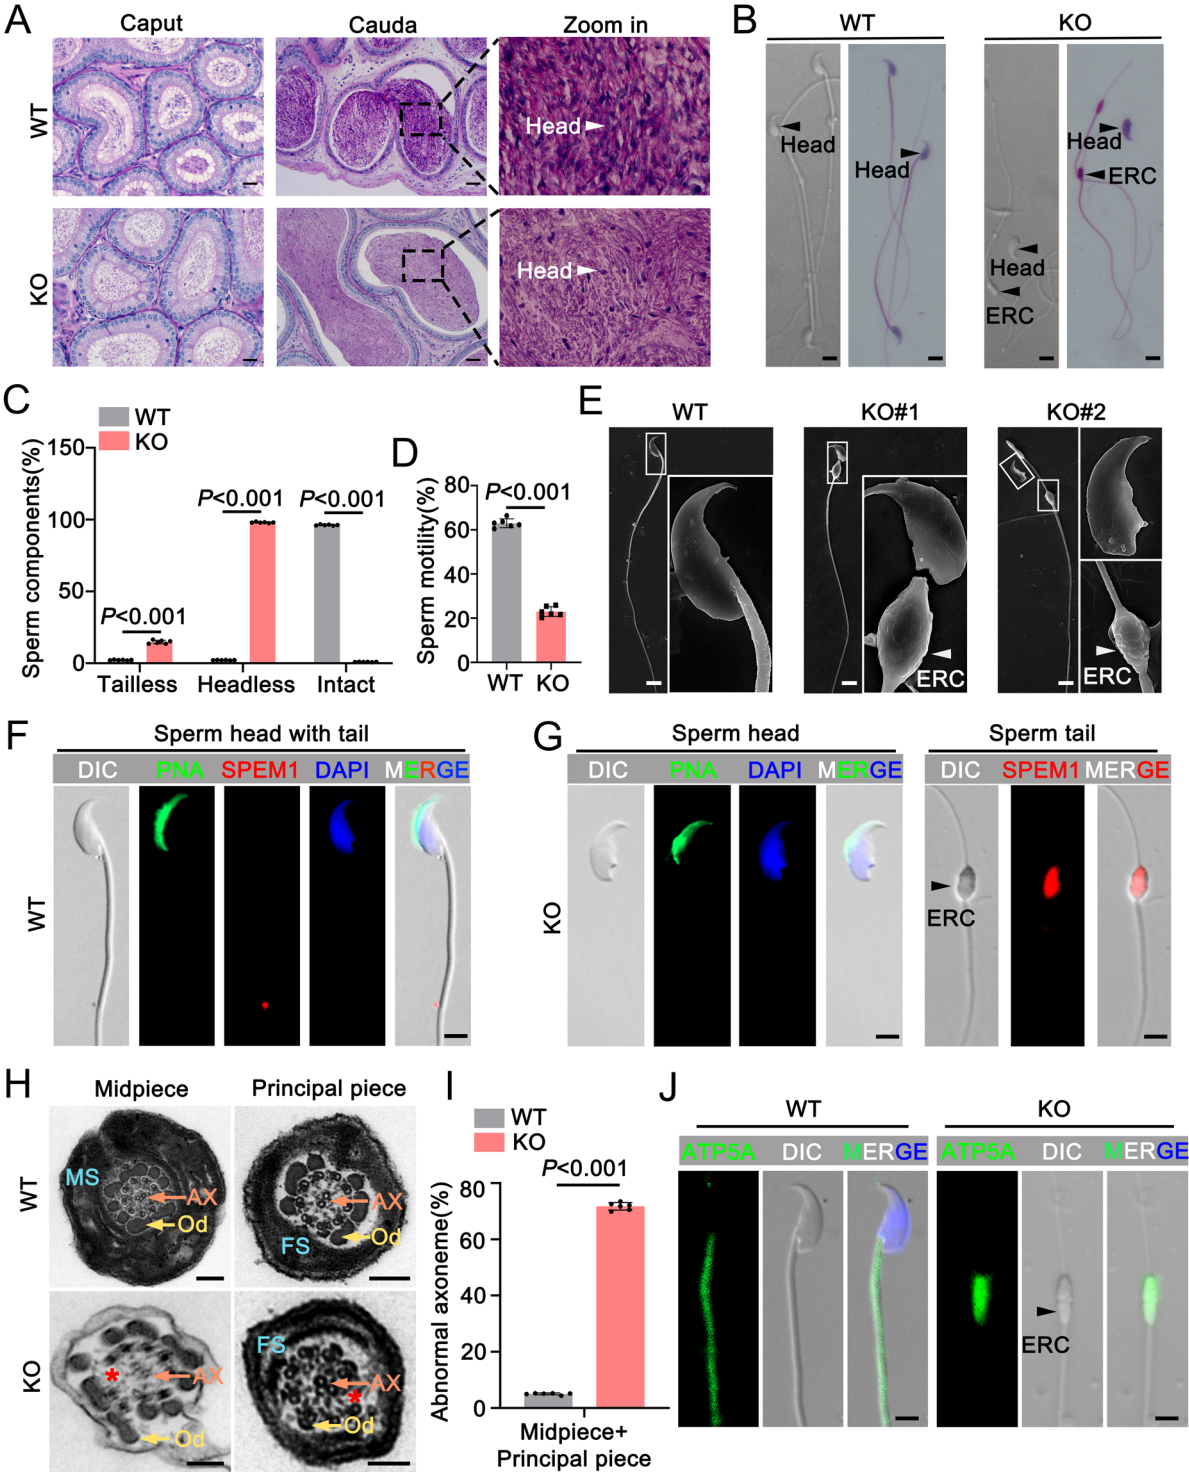 A
Caput
Cauda
Zoom in
WT
Head
KO
Head
B
WT
KO
Head
Head
Head
ERC
Head
ERC
C
WT
KO
Sperm components(%)
150
100
50
0
P<0.001
P<0.001
P<0.001
Tailless
Headless
Intact
D
Sperm motility(%)
80
60
40
20
0
P<0.001
WT
KO
E
WT
KO#1
KO#2
ERC
ERC
F
Sperm head with tail
DIC
PNA
SPEM1
DAPI
MERGE
WT
G
Sperm head
Sperm tail
DIC
PNA
DAPI
MERGE
DIC
SPEM1
MERGE
KO
ERC
H
Midpiece
Principal piece
WT
MS
AX
Od
FS
AX
Od
KO
*
AX
Od
FS
AX
*
Od
I
WT
KO
Abnormal axoneme(%)
80
60
40
20
0
P<0.001
Midpiece+
Principal piece
J
WT
KO
ATP5A
DIC
MERGE
ATP5A
DIC
MERGE
ERC